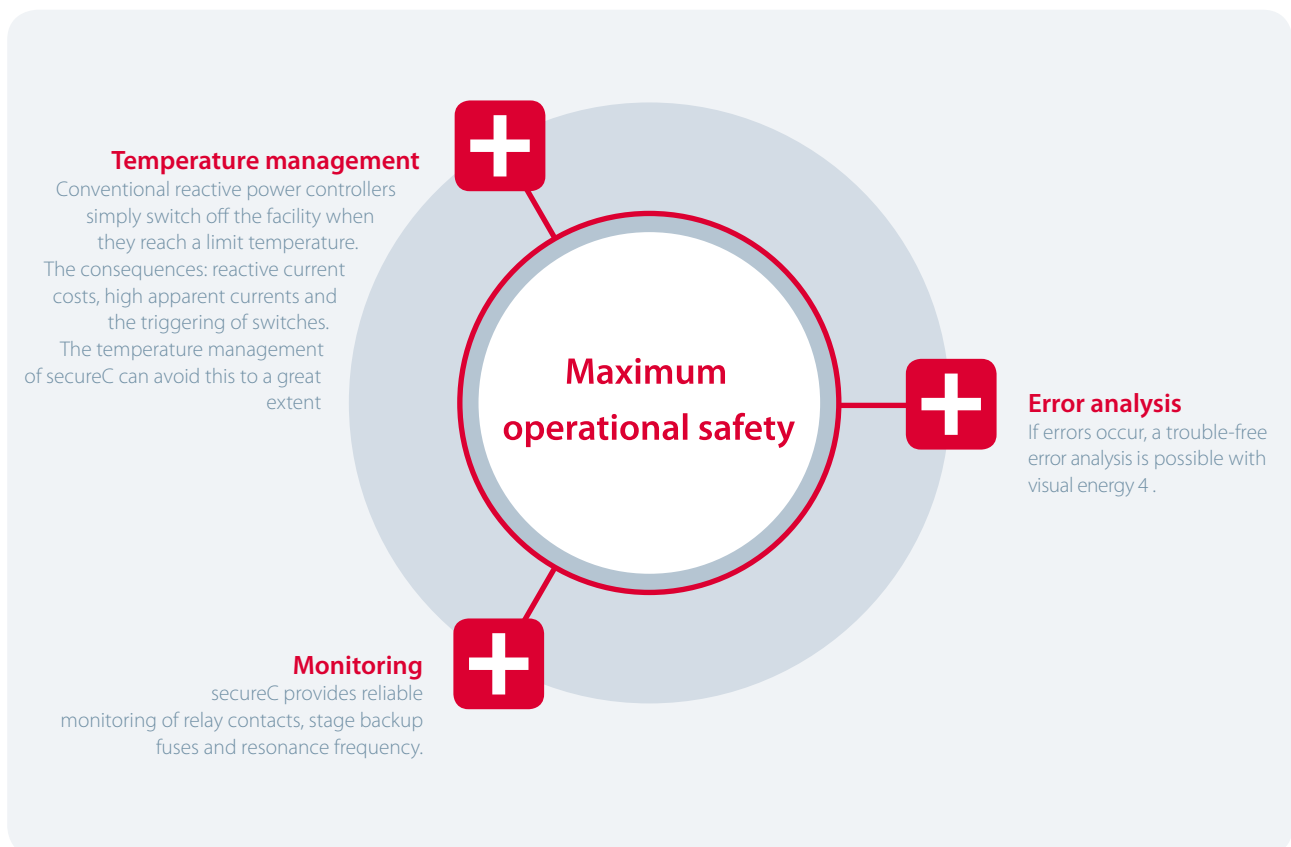 Temperature management
Conventional reactive power controllers
simply switch off the facility when
they reach a limit temperature.
The consequences: reactive current
costs, high apparent currents and
the triggering of switches.
The temperature management
of secureC can avoid this to a great
extent
Maximum
operational safety
Error analysis
If errors occur, a trouble-free
error analysis is possible with
visual energy 4 .
Monitoring
secureC provides reliable
monitoring of relay contacts, stage backup
fuses and resonance frequency.